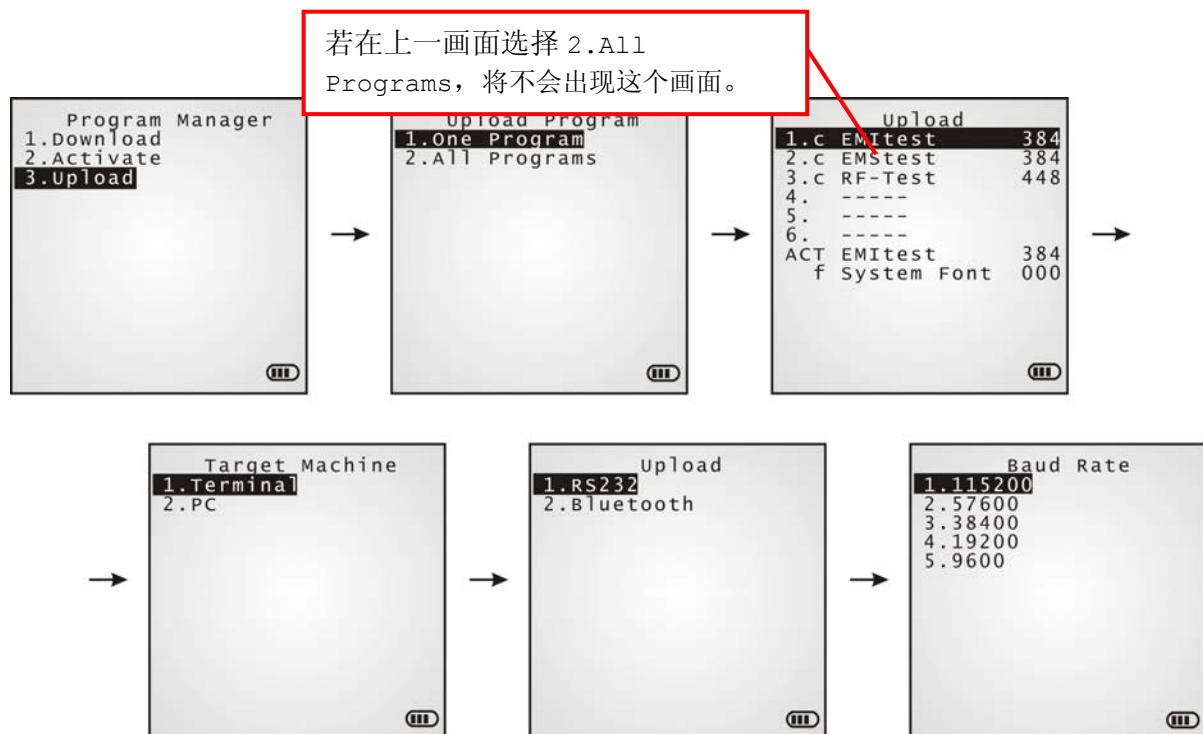 若在上一画面选择 2.All
Programs，将不会出现这个画面。
Program Manager
1.Download
2.Activate
3.Upload
Upload Program
1.One Program
2.All Programs
Upload
1.c EMItest 384
2.c EMStest 384
3.c RF-Test 448
4. -----
5. -----
6. -----
ACT EMItest 384
f System Font 000
Target Machine
1.Terminal
2.PC
Upload
1.RS232
2.Bluetooth
Baud Rate
1.115200
2.57600
3.38400
4.19200
5.9600